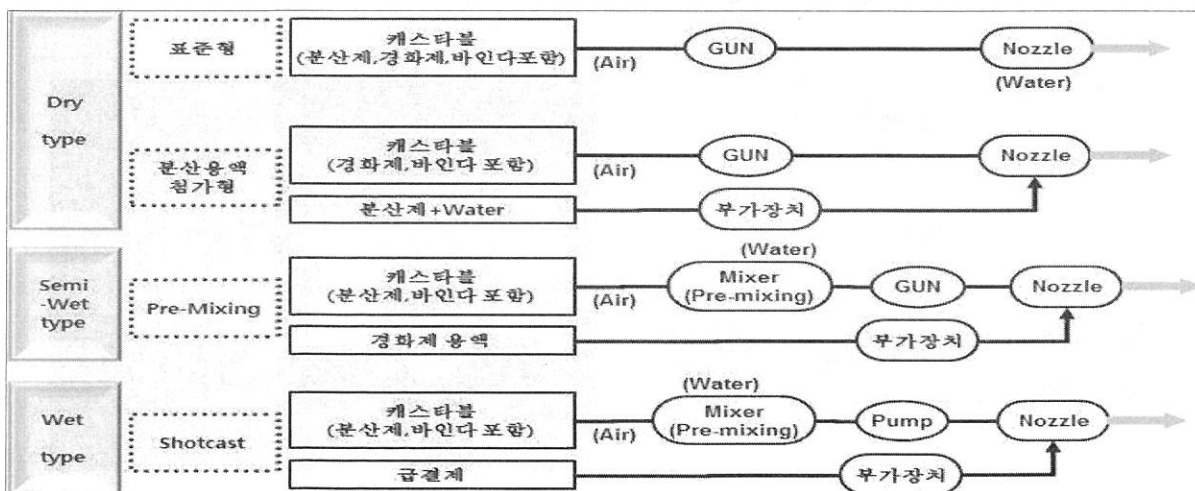 Dry
type
표준형
캐스타블
(분산제,경화제,바인다포함)
(Air)
GUN
Nozzle
(Water)
분산용액
첨가형
캐스타블
(경화제,바인다 포함)
(Air)
GUN
Nozzle
분산제+Water
부가장치
Semi
-Wet
type
Pre-Mixing
캐스타블
(분산제,바인다 포함)
(Air)
(Water)
Mixer
(Pre-mixing)
GUN
Nozzle
경화제 용액
부가장치
Wet
type
Shotcast
캐스타블
(분산제,바인다 포함)
(Air)
(Water)
Mixer
(Pre-mixing)
Pump
Nozzle
급결제
부가장치